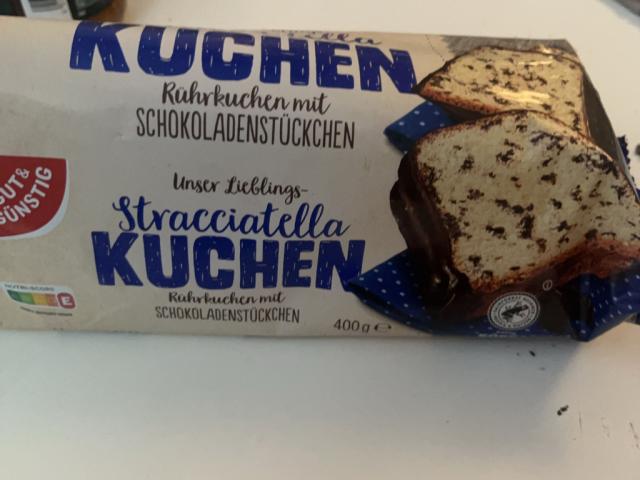 KUCHEN
Rührkuchen mit
SCHOKOLADENSTÜCKCHEN
GUT&
GÜNSTIG
Unser Lieblings-
Stracciatella
KUCHEN
Rührkuchen mit
SCHOKOLADENSTÜCKCHEN
400 g e
NUTRI-SCORE
E